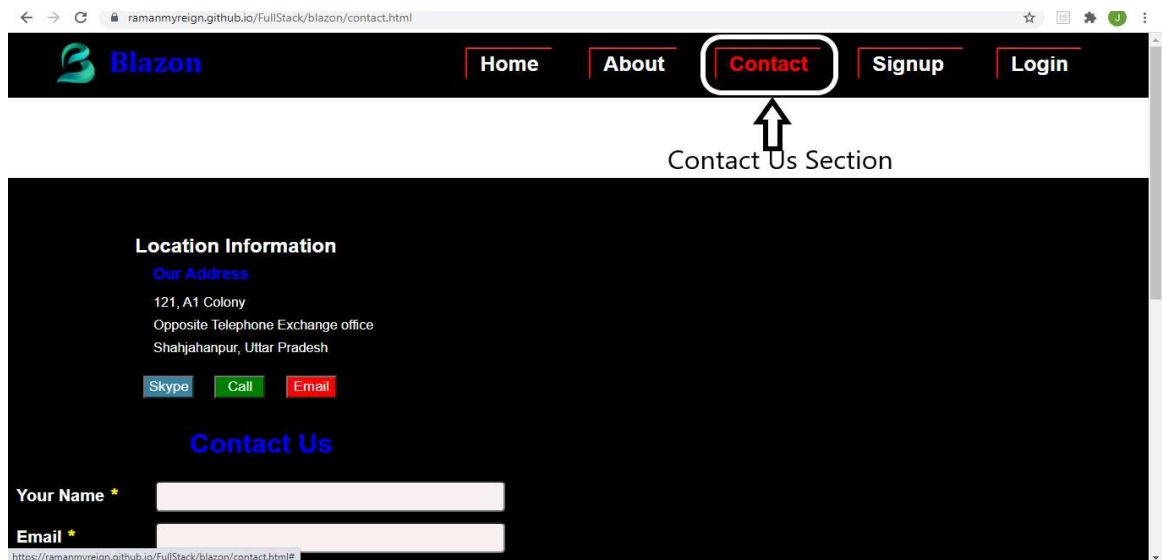 ramanmyreign.github.io/FullStack/blazon/contact.html
J
Blazon
Home About Contact Signup Login
Contact Us Section
Location Information
Our Address
121, A1 Colony
Opposite Telephone Exchange office
Shahjahanpur, Uttar Pradesh
Skype Call Email
Contact Us
Your Name *
Email *
https://ramanmyreign.github.io/FullStack/blazon/contact.html#